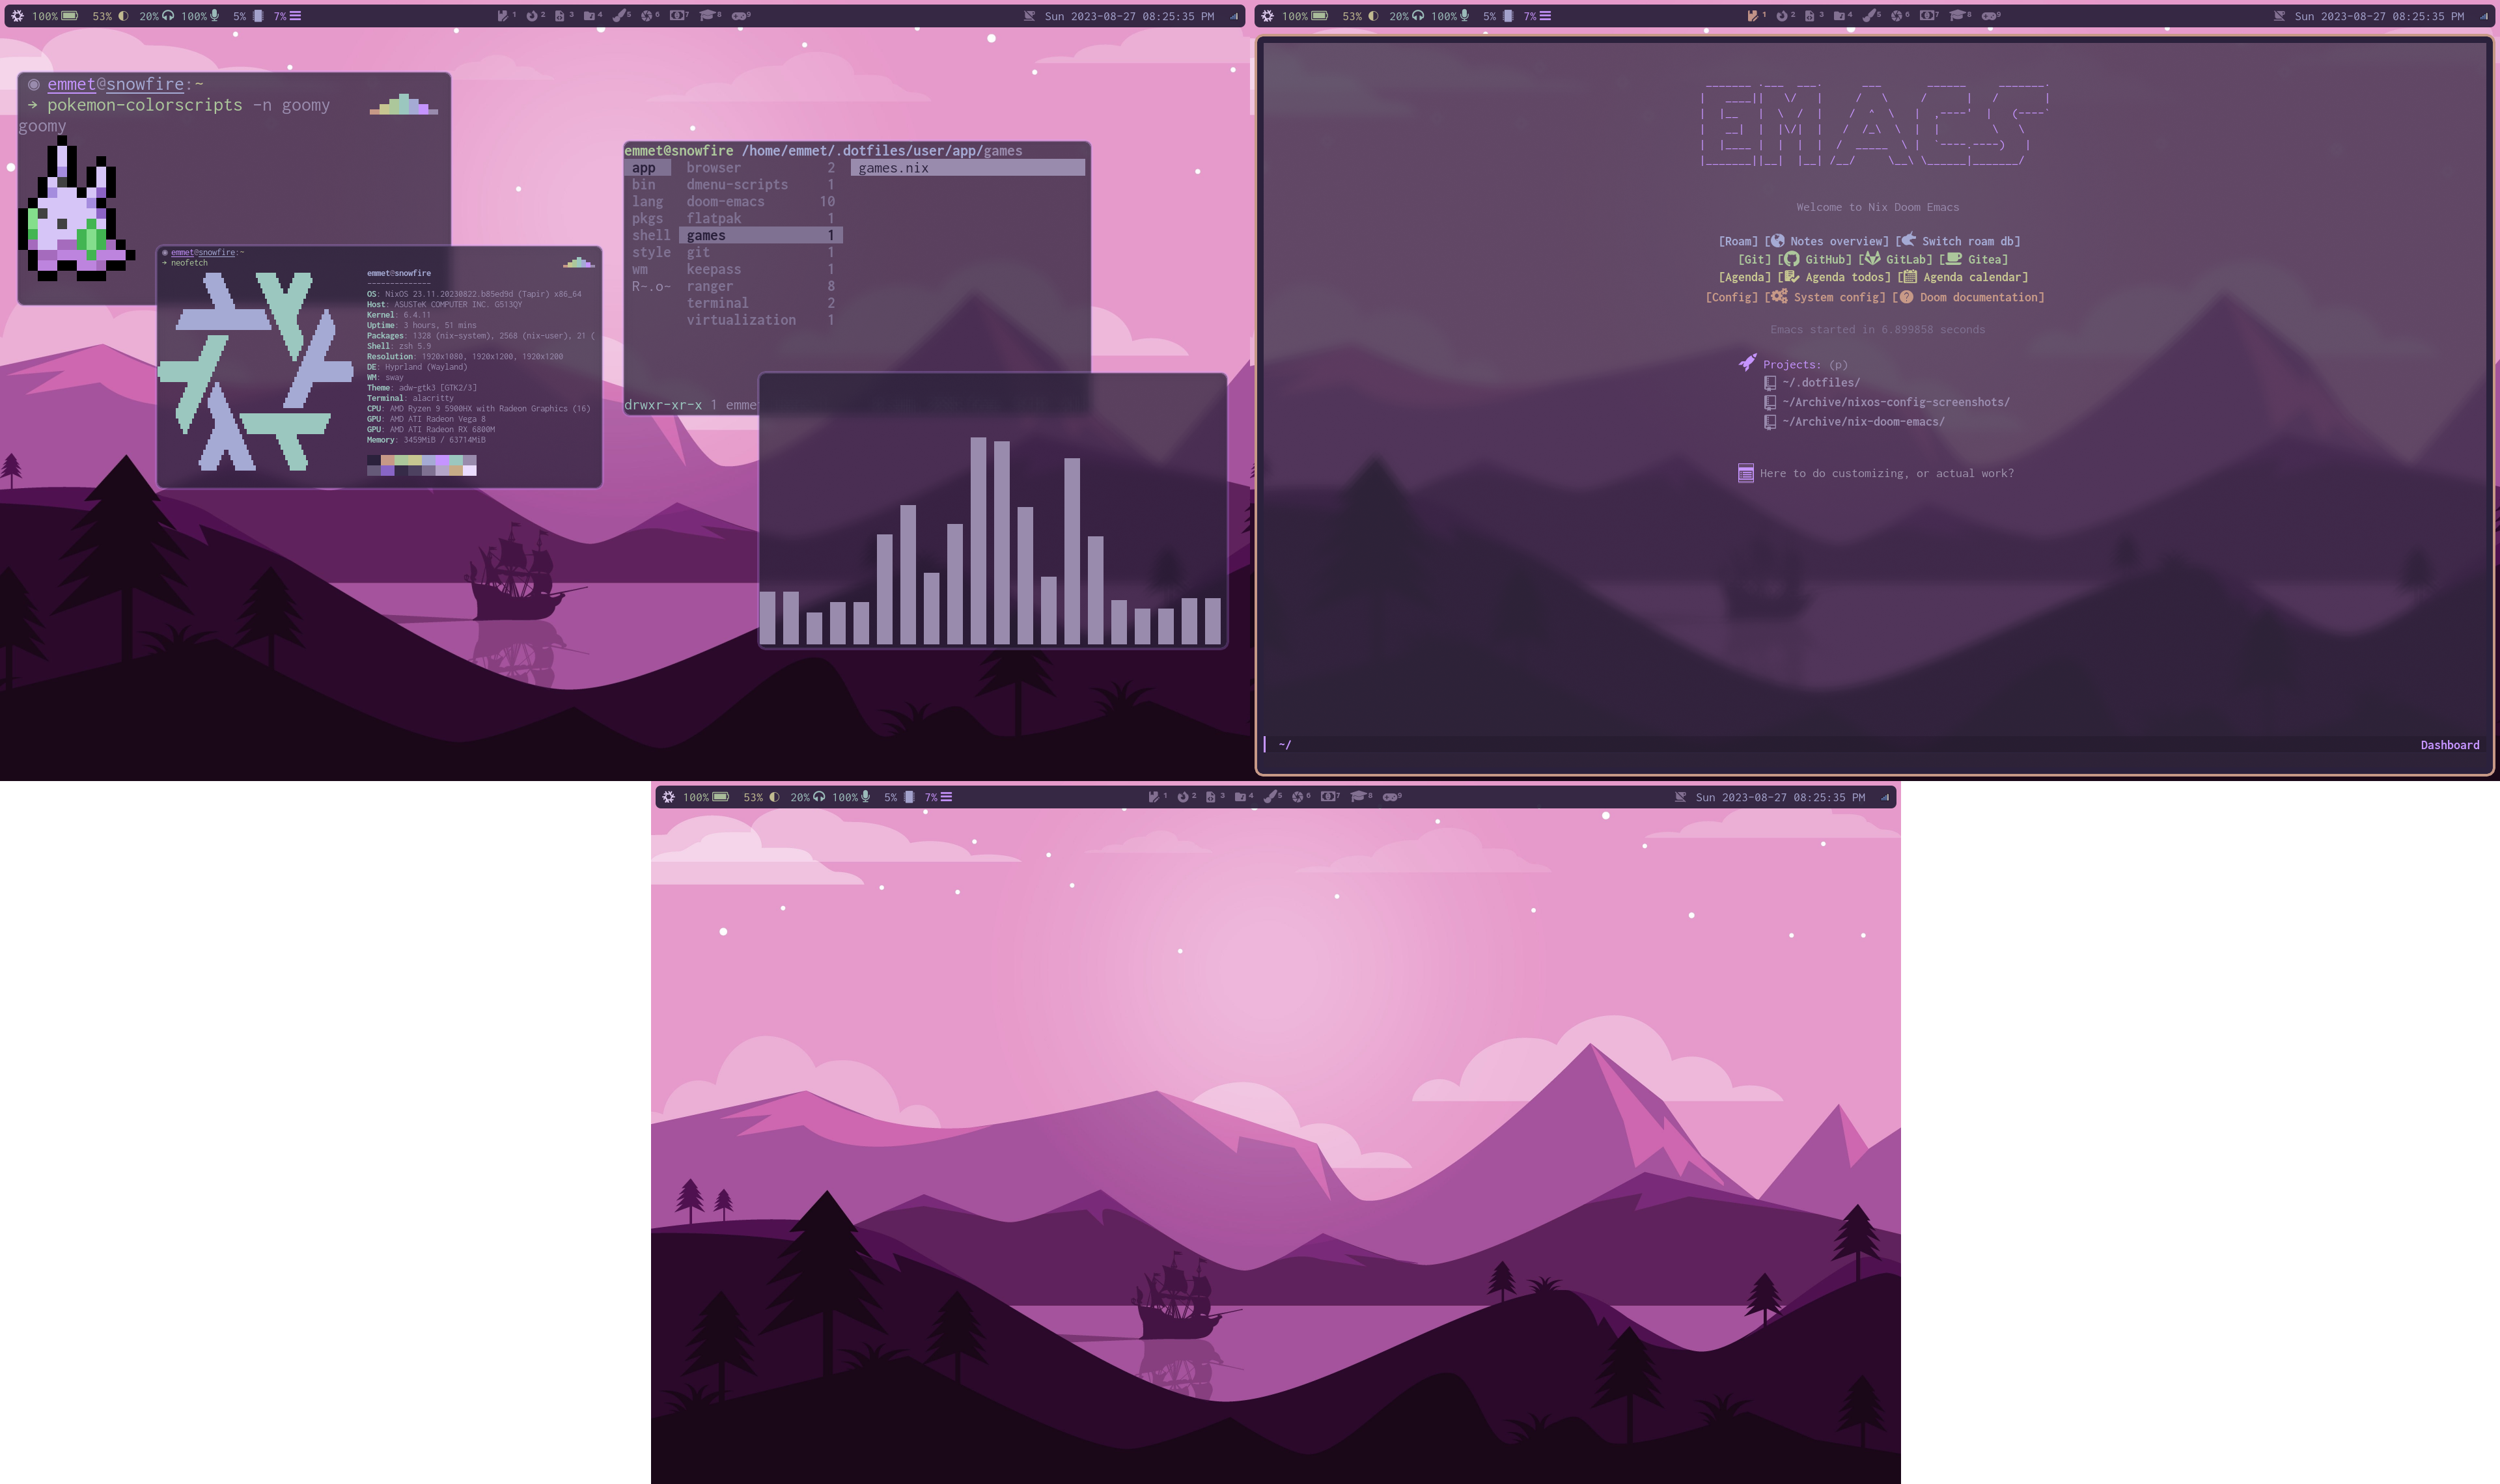 100% 53% 20% 100% 5% 7% 1 2 3 4 5 6 7 8 9 Sun 2023-08-27 08:25:35 PM
emmet@snowfire:~
➜ pokemon-colorscripts -n goomy
goomy
emmet@snowfire:~
➜ neofetch
emmet@snowfire
--------------
OS: NixOS 23.11.20230822.b85ed9d (Tapir) x86_64
Host: ASUSTeK COMPUTER INC. G513QY
Kernel: 6.4.11
Uptime: 3 hours, 51 mins
Packages: 1328 (nix-system), 2568 (nix-user), 21 (
Shell: zsh 5.9
Resolution: 1920x1080, 1920x1200, 1920x1200
DE: Hyprland (Wayland)
WM: sway
Theme: adw-gtk3 [GTK2/3]
Terminal: alacritty
CPU: AMD Ryzen 9 5900HX with Radeon Graphics (16)
GPU: AMD ATI Radeon Vega 8
GPU: AMD ATI Radeon RX 6800M
Memory: 3459MiB / 63714MiB
emmet@snowfire /home/emmet/.dotfiles/user/app/games
app browser 2 games.nix
bin dmenu-scripts 1
lang doom-emacs 10
pkgs flatpak 1
shell games 1
style git 1
wm keepass 1
R~.o~ ranger 8
terminal 2
virtualization 1
drwxr-xr-x 1 emme
100% 53% 20% 100% 5% 7% 1 2 3 4 5 6 7 8 9 Sun 2023-08-27 08:25:35 PM
EMACS
Welcome to Nix Doom Emacs
[Roam] [ Notes overview] [ Switch roam db]
[Git] [ GitHub] [ GitLab] [ Gitea]
[Agenda] [ Agenda todos] [ Agenda calendar]
[Config] [ System config] [ Doom documentation]
Emacs started in 6.899858 seconds
Projects: (p)
~/.dotfiles/
~/Archive/nixos-config-screenshots/
~/Archive/nix-doom-emacs/
Here to do customizing, or actual work?
~/ Dashboard
100% 53% 20% 100% 5% 7% 1 2 3 4 5 6 7 8 9 Sun 2023-08-27 08:25:35 PM